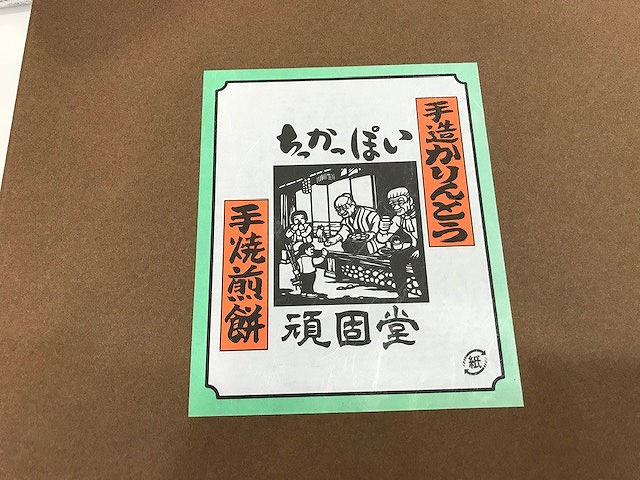 手造かりんとう
ちっかっぽい
手焼煎餅
頑固堂
紙